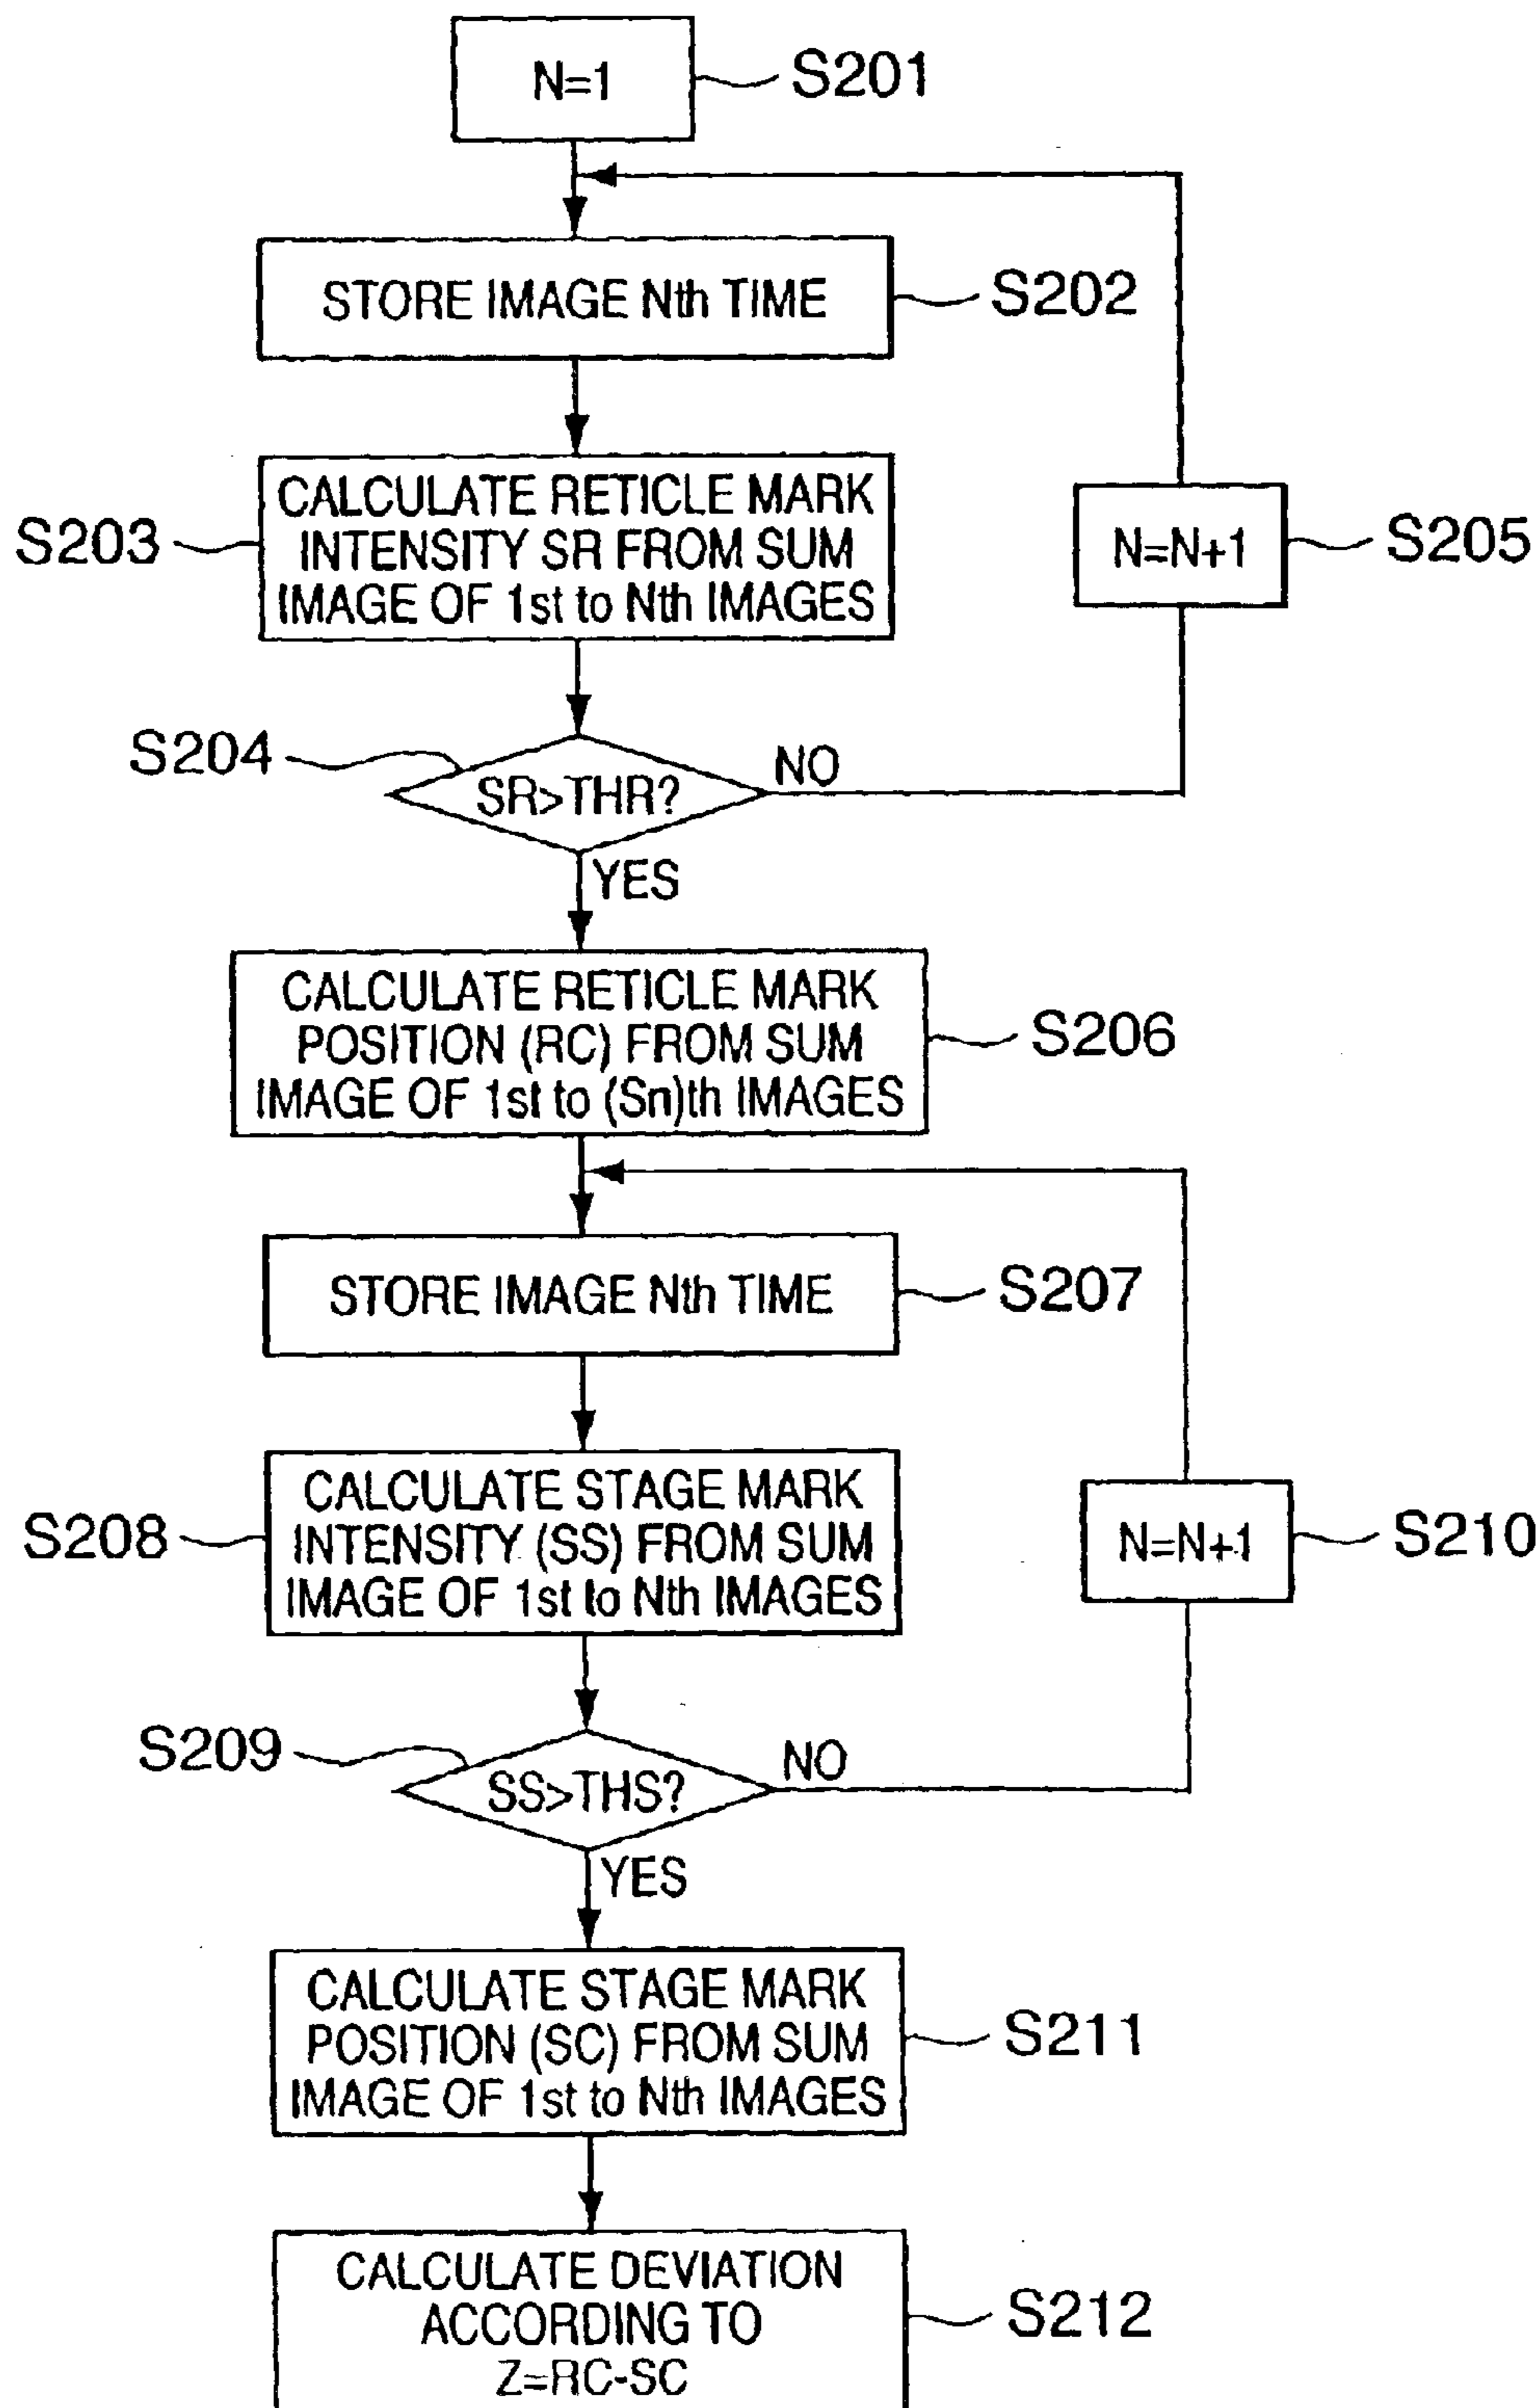 N=1
S201
STORE IMAGE Nth TIME
S202
CALCULATE RETICLE MARK
INTENSITY SR FROM SUM
IMAGE OF 1st to Nth IMAGES
S203
N=N+1
S205
S204
SR>THR?
NO
YES
CALCULATE RETICLE MARK
POSITION (RC) FROM SUM
IMAGE OF 1st to (Sn)th IMAGES
S206
STORE IMAGE Nth TIME
S207
CALCULATE STAGE MARK
INTENSITY (SS) FROM SUM
IMAGE OF 1st to Nth IMAGES
S208
N=N+1
S210
S209
SS>THS?
NO
YES
CALCULATE STAGE MARK
POSITION (SC) FROM SUM
IMAGE OF 1st to Nth IMAGES
S211
CALCULATE DEVIATION
ACCORDING TO
Z=RC-SC
S212